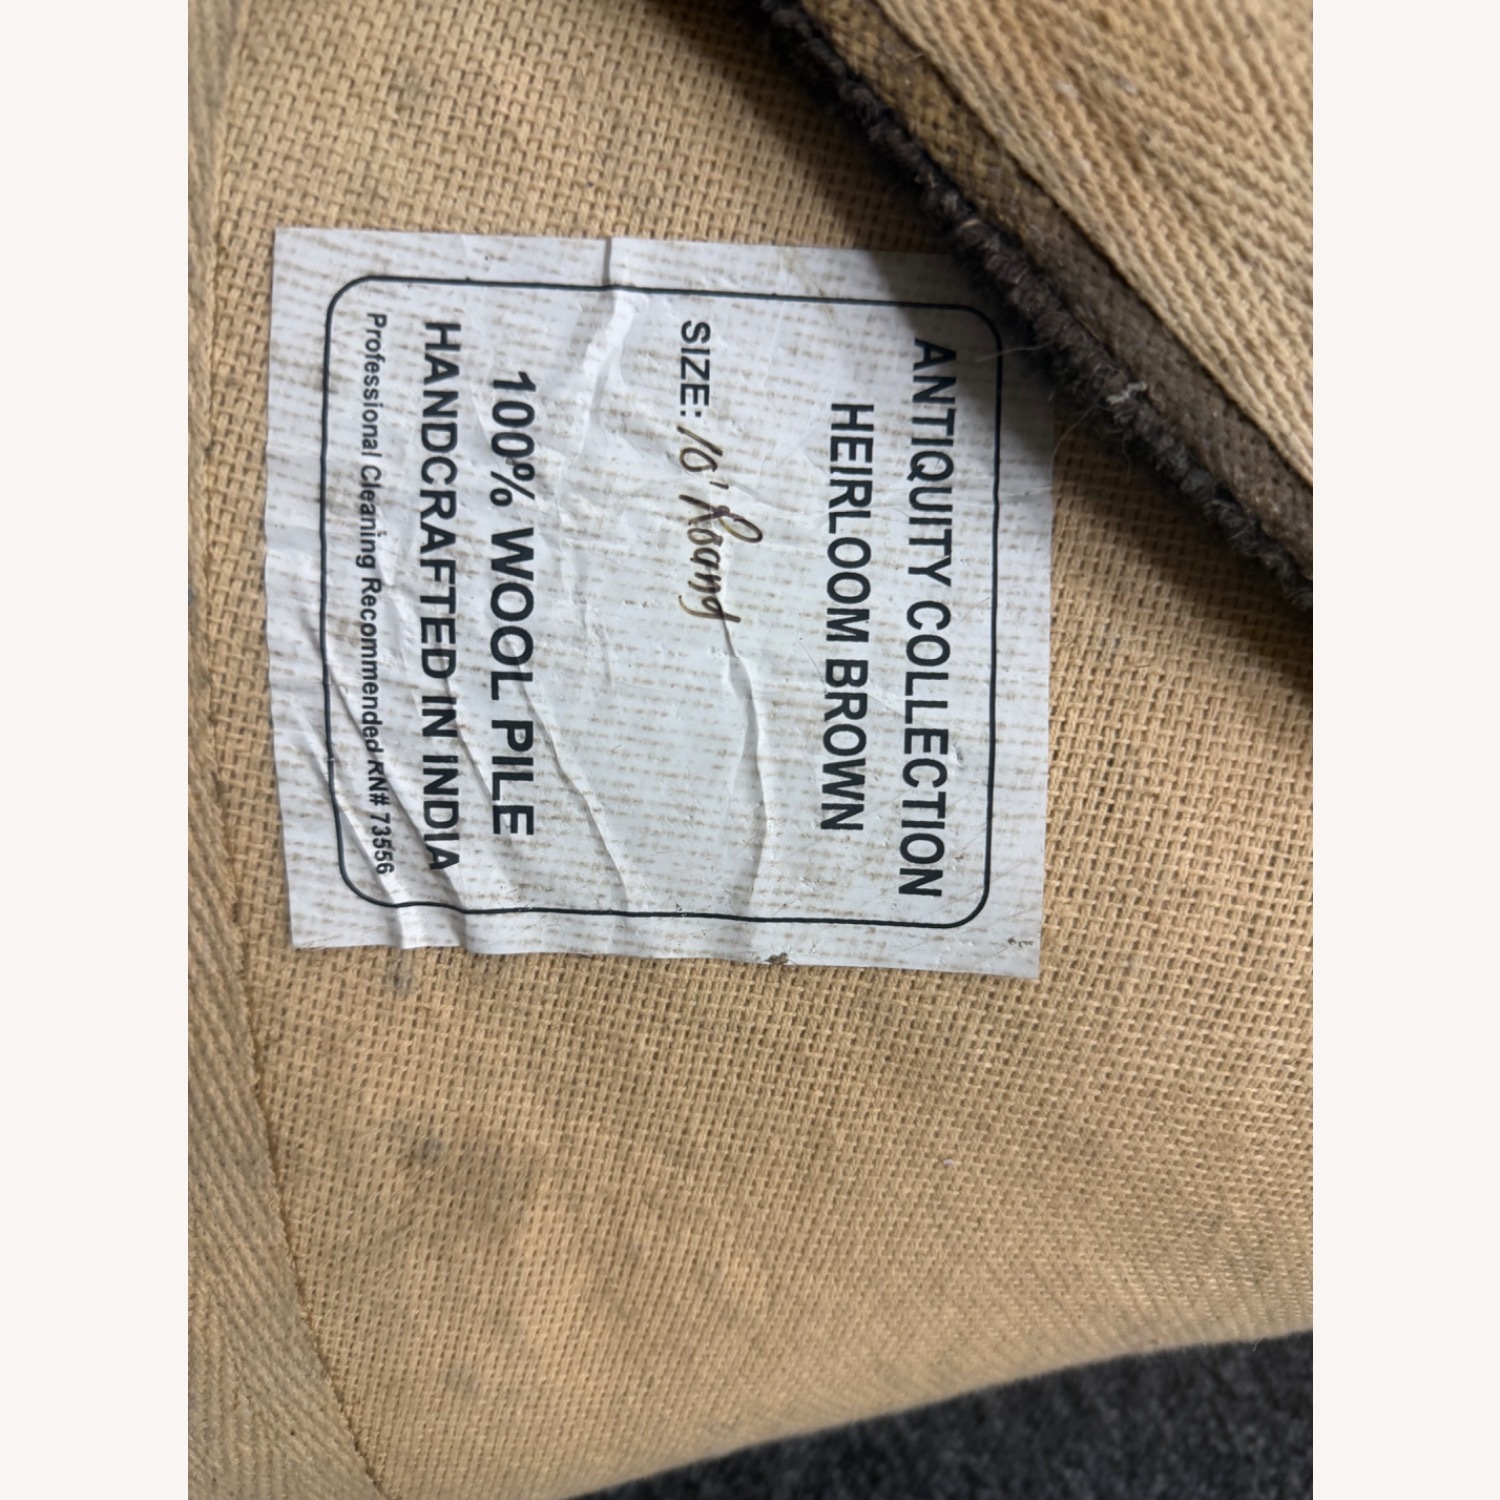 ANTIQUITY COLLECTION
HEIRLOOM BROWN
SIZE: 10' Round
100% WOOL PILE
HANDCRAFTED IN INDIA
Professional Cleaning Recommended RN# 73556